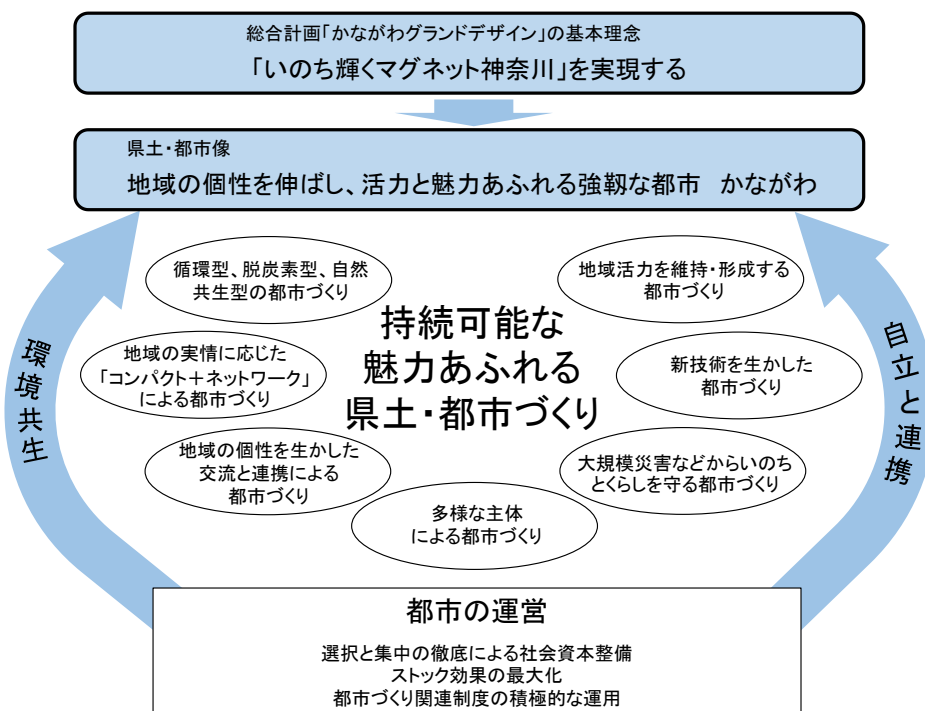 総合計画「かながわグランドデザイン」の基本理念
「いのち輝くマグネット神奈川」を実現する
県土・都市像
地域の個性を伸ばし、活力と魅力あふれる強靱な都市　かながわ
循環型、脱炭素型、自然
共生型の都市づくり
地域活力を維持・形成する
都市づくり
持続可能な
魅力あふれる
県土・都市づくり
環境共生
地域の実情に応じた
「コンパクト＋ネットワーク」
による都市づくり
新技術を生かした
都市づくり
自立と連携
地域の個性を生かした
交流と連携による
都市づくり
大規模災害などからいのち
とくらしを守る都市づくり
多様な主体
による都市づくり
都市の運営
選択と集中の徹底による社会資本整備
ストック効果の最大化
都市づくり関連制度の積極的な運用